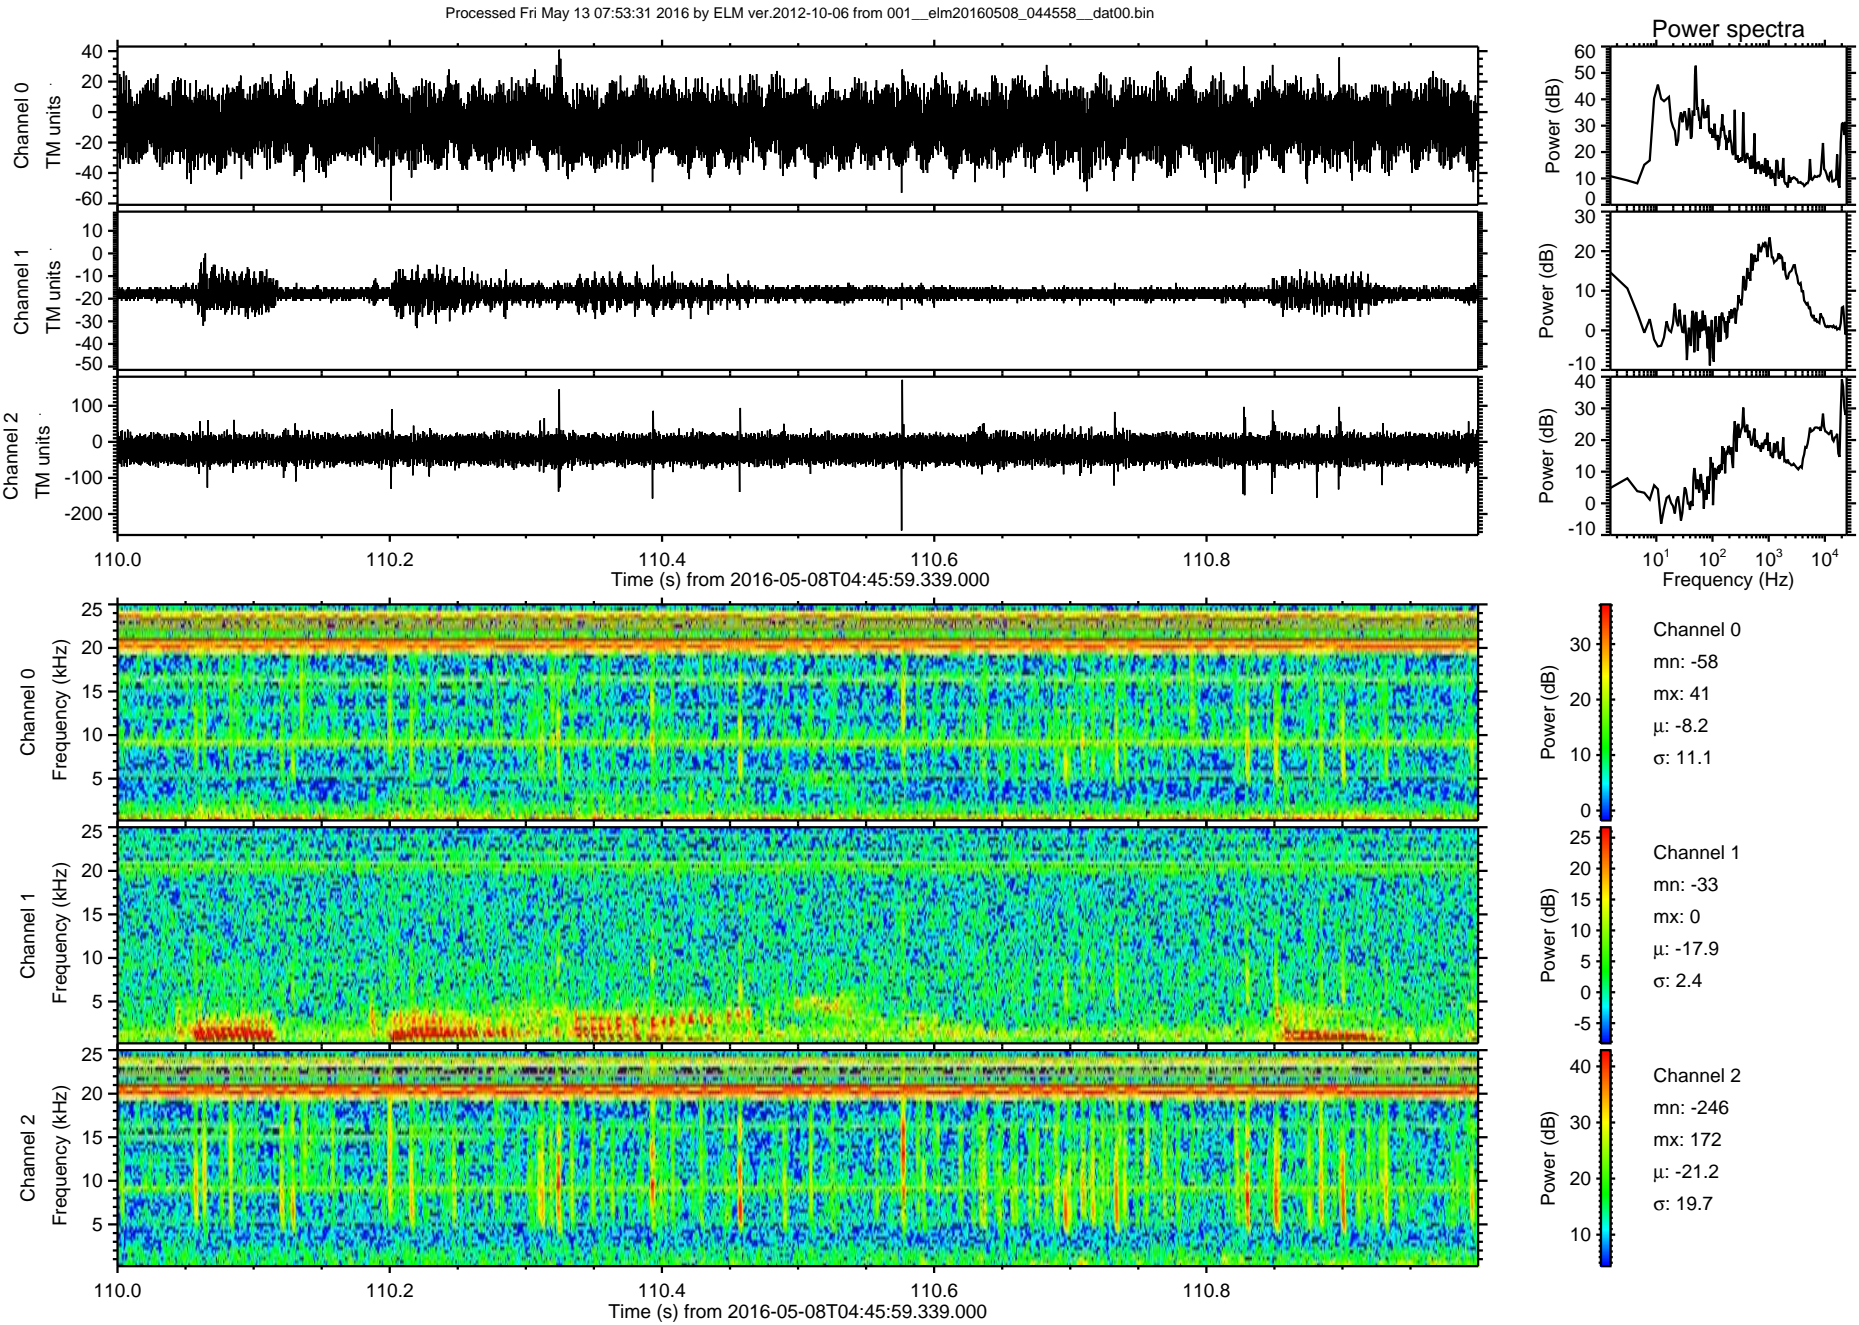 Processed Fri May 13 07:53:31 2016 by ELM ver.2012-10-06 from 001__elm20160508_044558__dat00.bin
Power spectra
Channel 0
TM units
40
20
0
-20
-40
-60
Power (dB)
60
50
40
30
20
10
0
Channel 1
TM units
10
0
-10
-20
-30
-40
-50
Power (dB)
30
20
10
0
-10
Channel 2
TM units
100
0
-100
-200
Power (dB)
40
30
20
10
0
-10
110.0 110.2 110.4 110.6 110.8
Time (s) from 2016-05-08T04:45:59.339.000
10^1 10^2 10^3 10^4
Frequency (Hz)
Channel 0
Frequency (kHz)
25
20
15
10
5
Power (dB)
30
20
10
0
Channel 0
mn: -58
mx: 41
μ: -8.2
σ: 11.1
Channel 1
Frequency (kHz)
25
20
15
10
5
Power (dB)
25
20
15
10
5
0
-5
Channel 1
mn: -33
mx: 0
μ: -17.9
σ: 2.4
Channel 2
Frequency (kHz)
25
20
15
10
5
Power (dB)
40
30
20
10
Channel 2
mn: -246
mx: 172
μ: -21.2
σ: 19.7
110.0 110.2 110.4 110.6 110.8
Time (s) from 2016-05-08T04:45:59.339.000